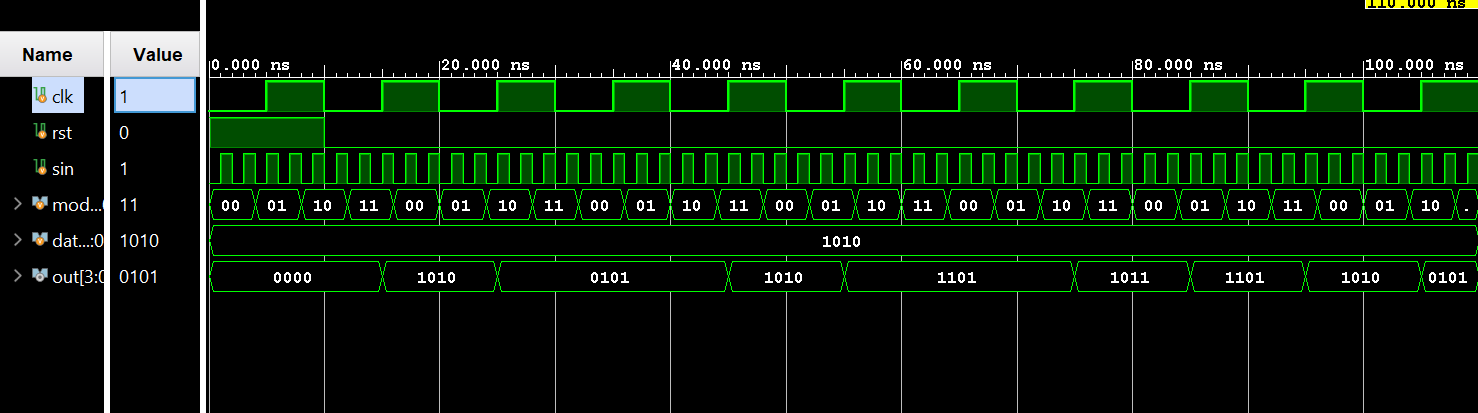 110.000 ns
Name Value
0.000 ns 20.000 ns 40.000 ns 60.000 ns 80.000 ns 100.000 ns
clk 1
rst 0
sin 1
mod... 11 00 01 10 11 00 01 10 11 00 01 10 11 00 01 10 11 00 01 10 11 00 01 10 11 00 01 10 .
dat...:0 1010 1010
out[3:0 0101 0000 1010 0101 1010 1101 1011 1101 1010 0101